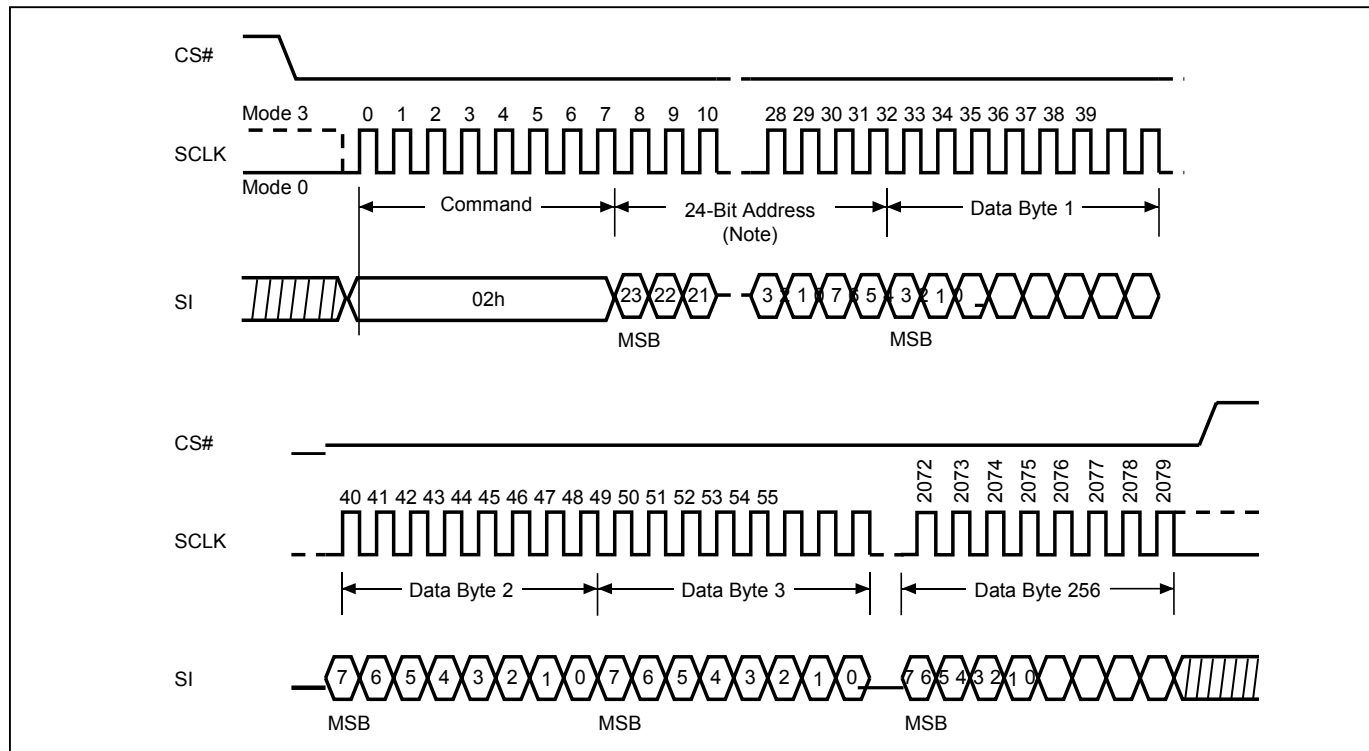 CS#
Mode 3
0 1 2 3 4 5 6 7 8 9 10 28 29 30 31 32 33 34 35 36 37 38 39
SCLK
Mode 0
Command
24-Bit Address
(Note)
Data Byte 1
SI
02h
23 22 21 3 2 1 0 7 6 5 4 3 2 1 0
MSB MSB
CS#
40 41 42 43 44 45 46 47 48 49 50 51 52 53 54 55 2072 2073 2074 2075 2076 2077 2078 2079
SCLK
Data Byte 2 Data Byte 3 Data Byte 256
SI
7 6 5 4 3 2 1 0 7 6 5 4 3 2 1 0 7 6 5 4 3 2 1 0
MSB MSB MSB